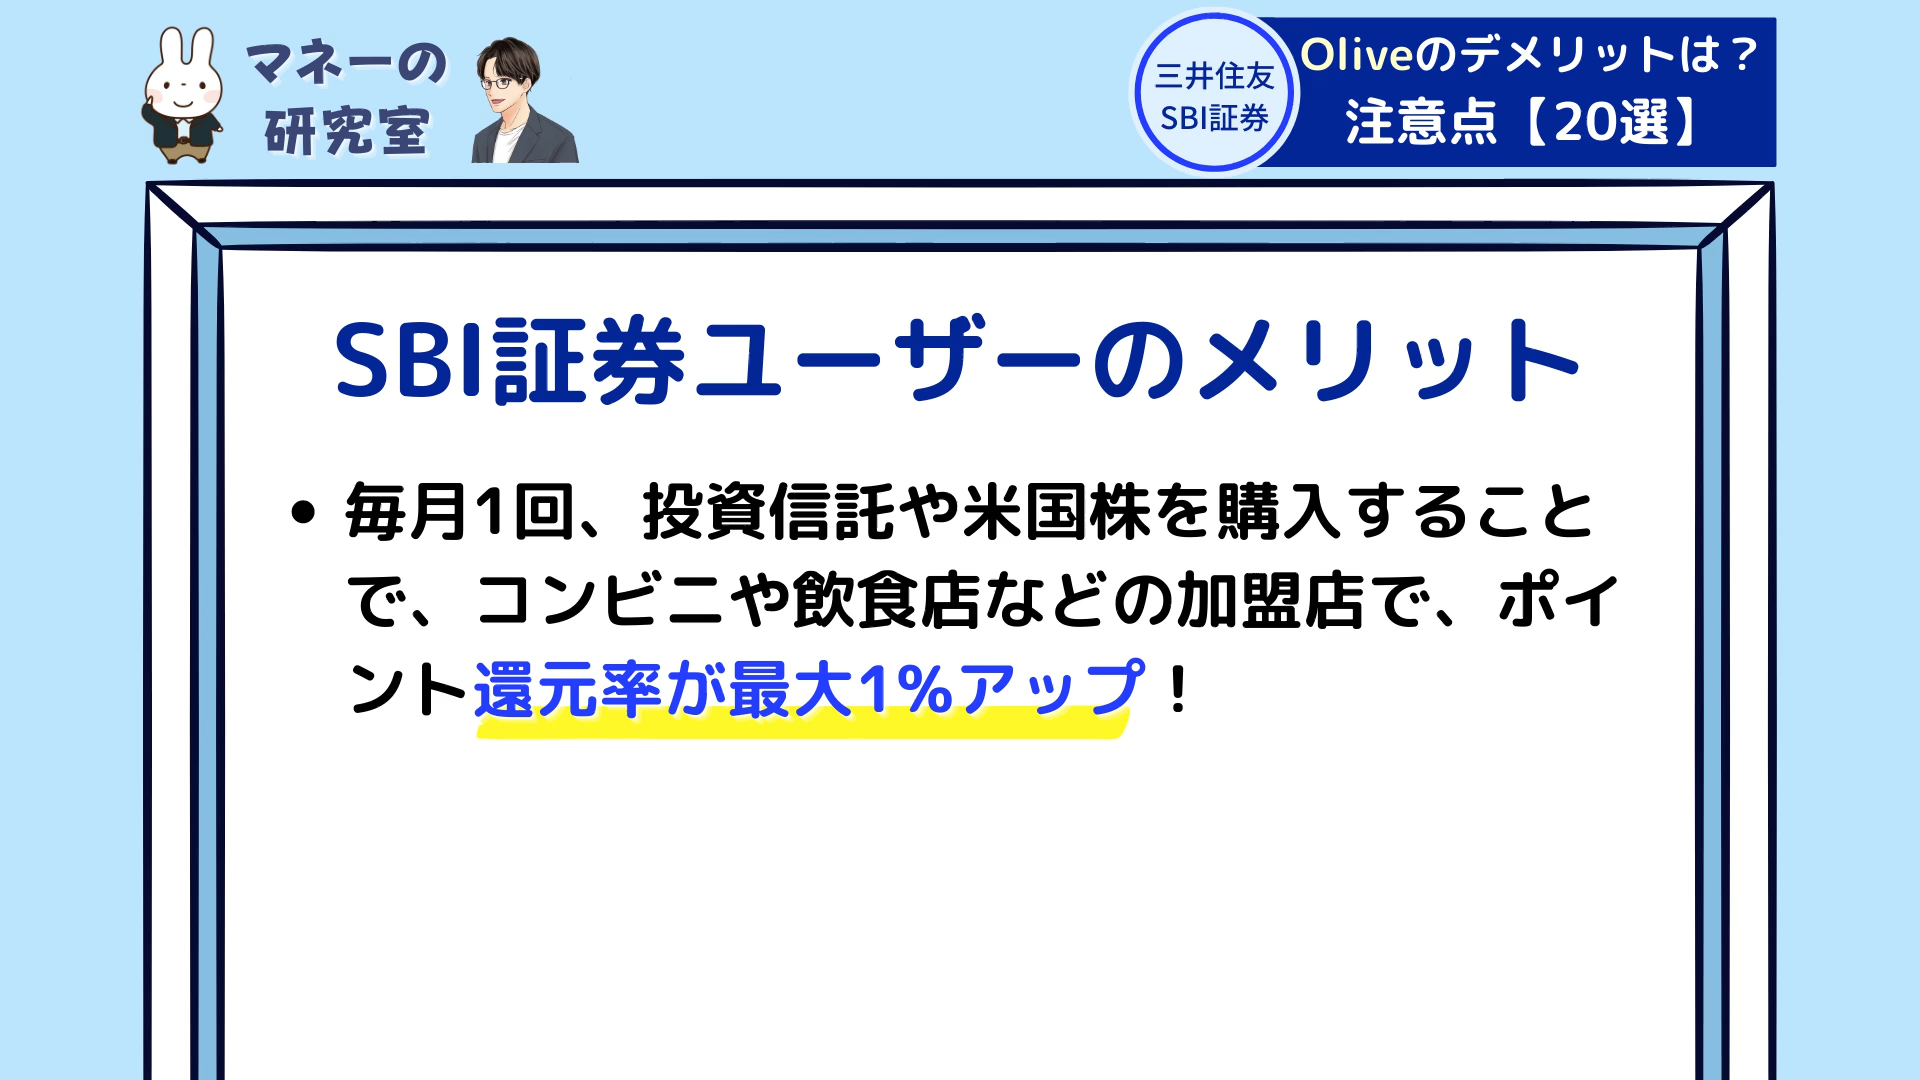 マネーの
研究室
三井住友
SBI証券
Oliveのデメリットは？
注意点【20選】
SBI証券ユーザーのメリット
• 毎月1回、投資信託や米国株を購入すること
で、コンビニや飲食店などの加盟店で、ポイ
ント還元率が最大1%アップ！